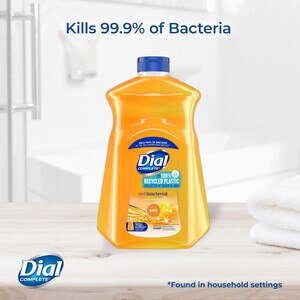 Kills 99.9% of Bacteria
Dial
COMPLETE
100%
RECYCLED PLASTIC
antibacterial
Dial
COMPLETE
*Found in household settings